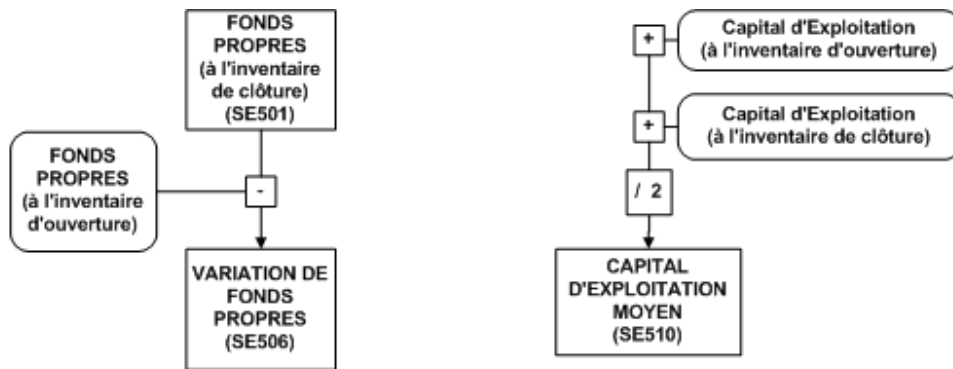 FONDS
PROPRES
(à l'inventaire
de clôture)
(SE501)
FONDS
PROPRES
(à l'inventaire
d'ouverture)
-
VARIATION DE
FONDS
PROPRES
(SE506)
+
Capital d'Exploitation
(à l'inventaire d'ouverture)
+
Capital d'Exploitation
(à l'inventaire de clôture)
/ 2
CAPITAL
D'EXPLOITATION
MOYEN
(SE510)